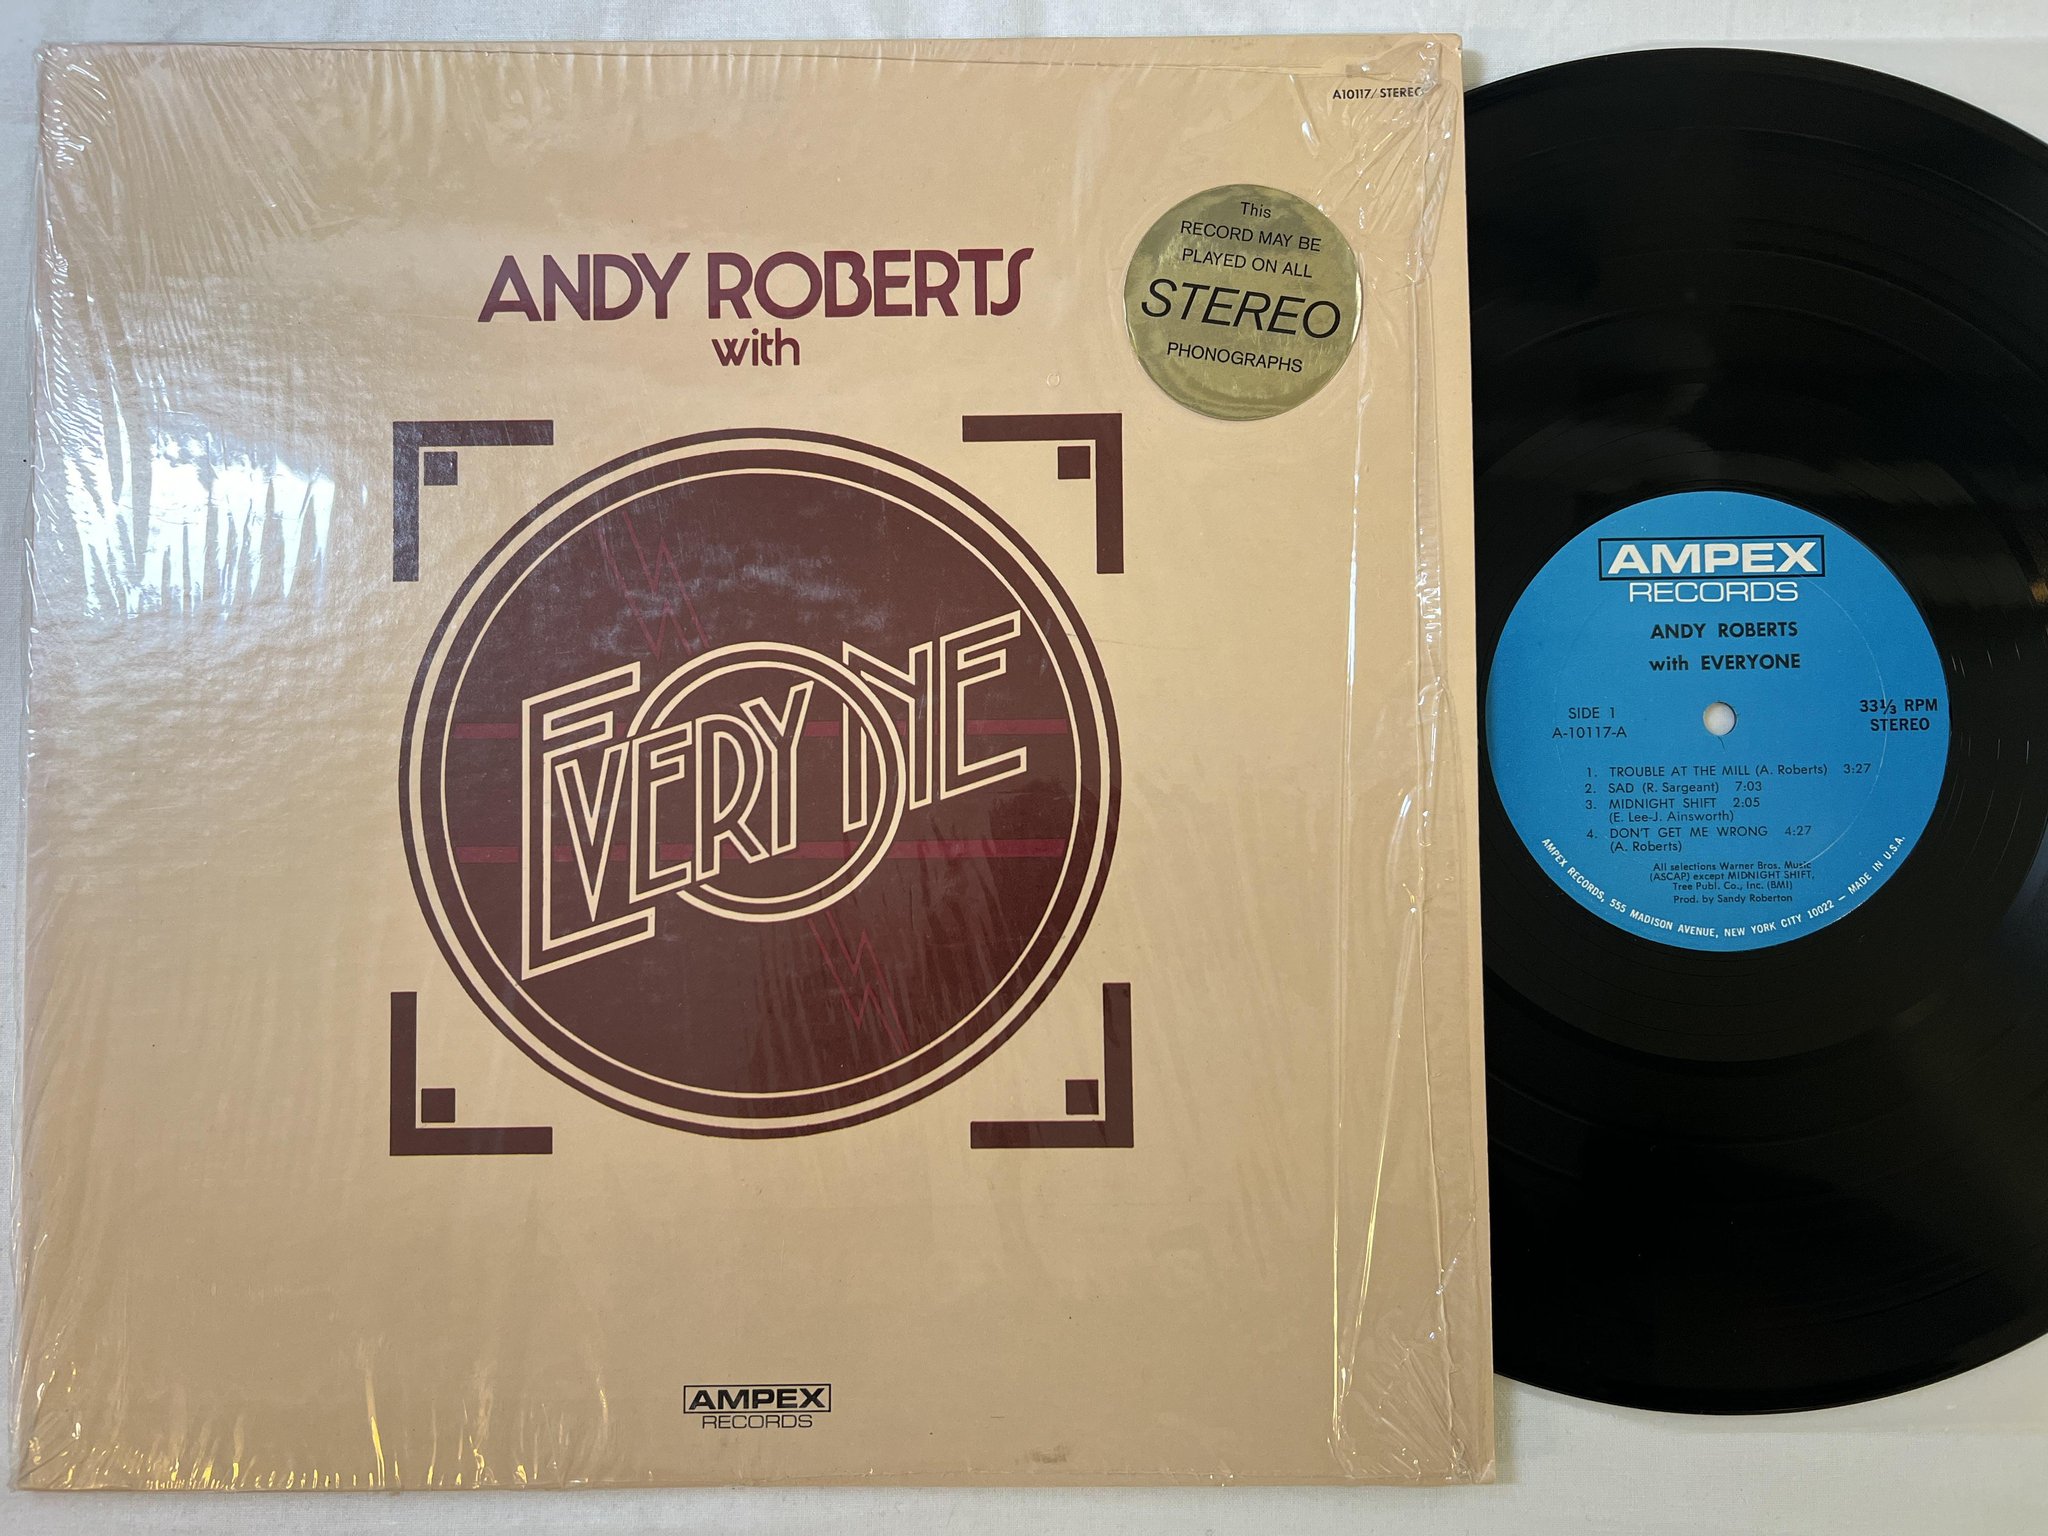 A10117/ STEREO
This
RECORD MAY BE
PLAYED ON ALL
STEREO
PHONOGRAPHS
ANDY ROBERTS
with
EVERYONE
AMPEX
RECORDS
AMPEX
RECORDS
ANDY ROBERTS
with EVERYONE
SIDE 1
A-10117-A
33⅓ RPM
STEREO
1. TROUBLE AT THE MILL (A. Roberts) 3:27
2. SAD (R. Sargeant) 7:03
3. MIDNIGHT SHIFT 2:05
(E. Lee-J. Ainsworth)
4. DON'T GET ME WRONG 4:27
(A. Roberts)
All selections Warner Bros. Music
(ASCAP) except MIDNIGHT SHIFT,
Tree Publ. Co., Inc. (BMI)
Prod. by Sandy Roberton
AMPEX RECORDS, 555 MADISON AVENUE, NEW YORK CITY 10022 — MADE IN U.S.A.